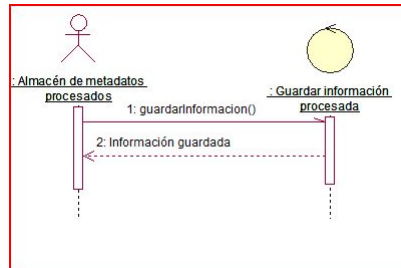 : Almacén de metadatos
procesados
: Guardar información
procesada
1: guardarInformacion()
2: Información guardada